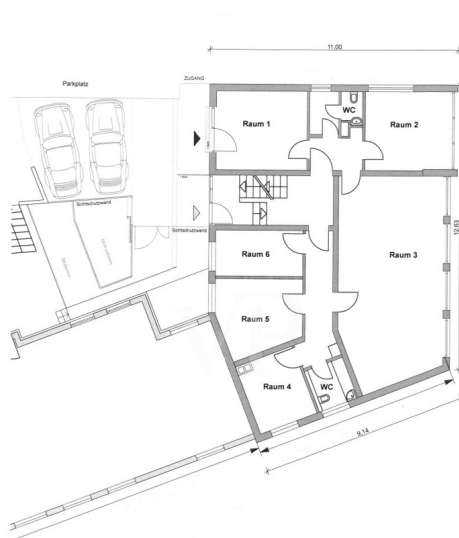 11,00
Parkplatz
ZUGANG
WC
Raum 1
Raum 2
Sichtschutzwand
Sichtschutzwand
12,63
Raum 6
Raum 3
Raum 5
Raum 4
WC
9,14